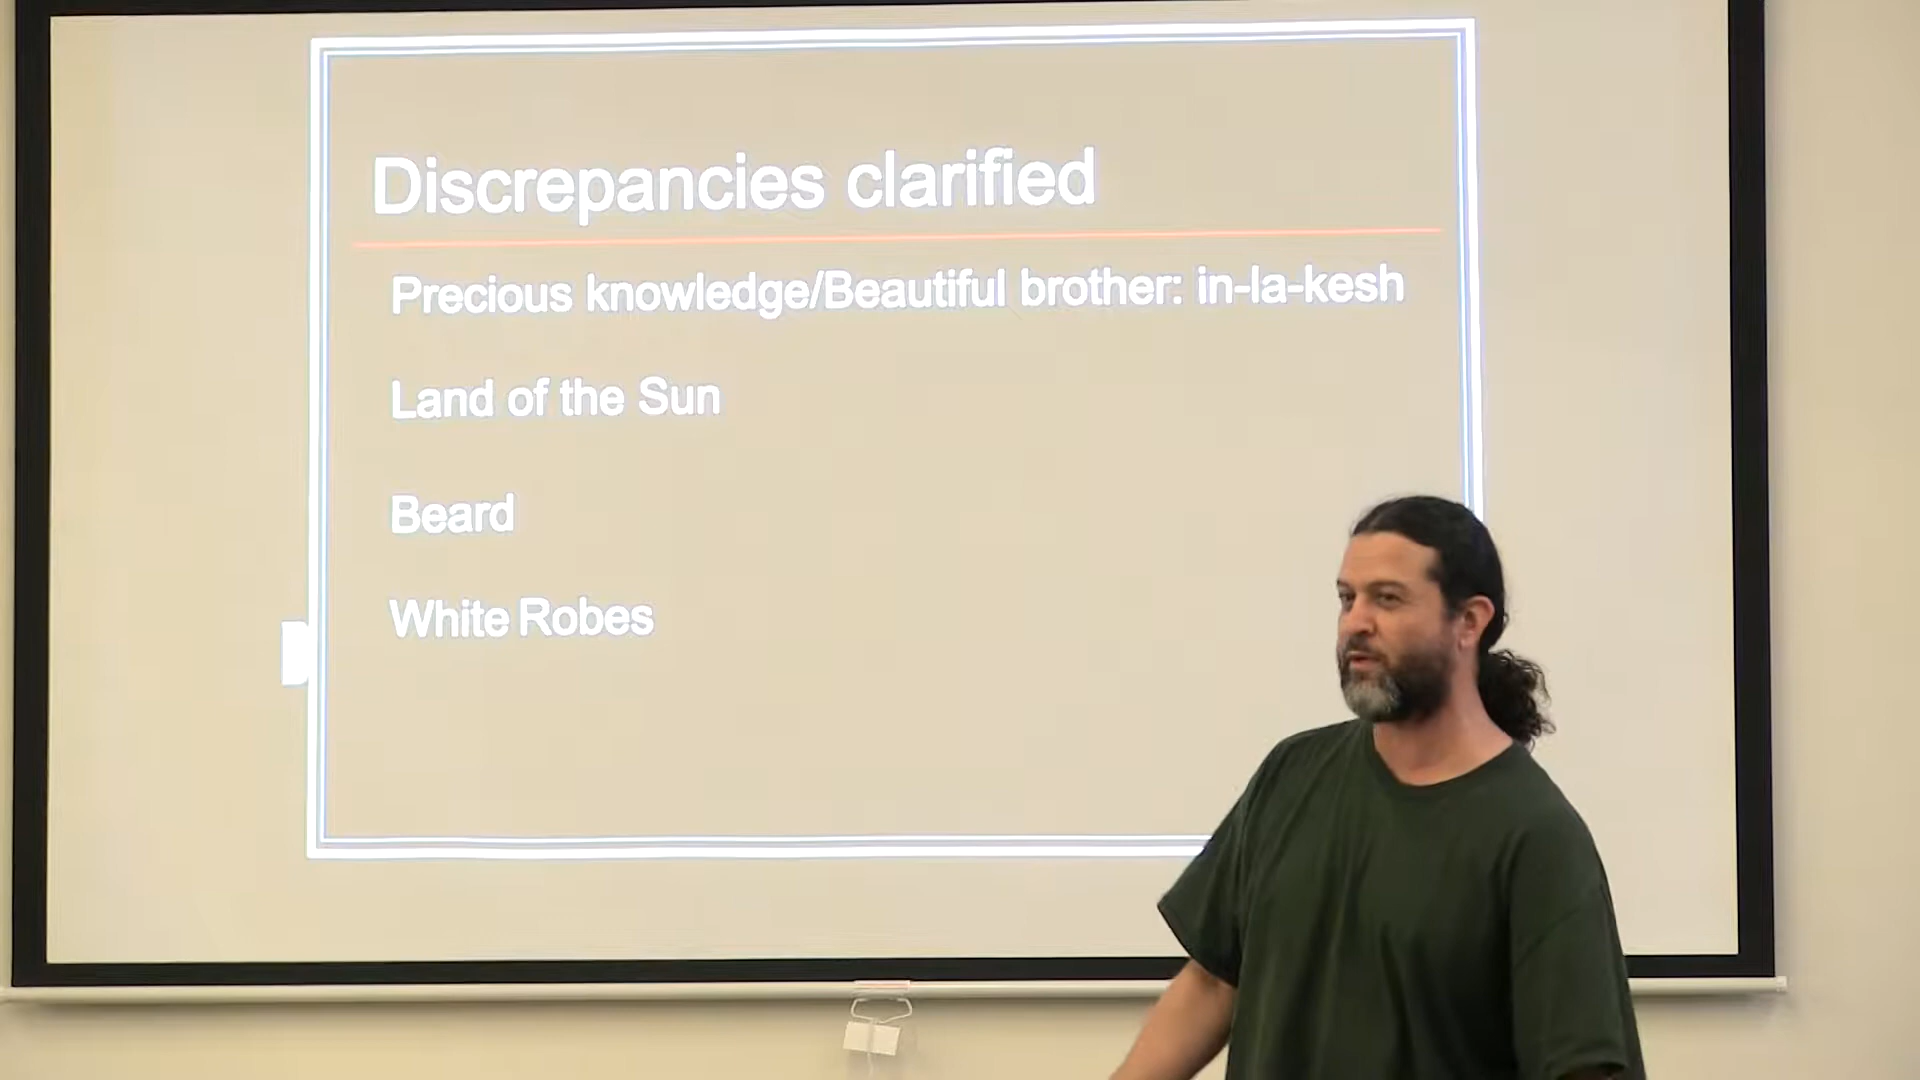 Discrepancies clarified
Precious knowledge/Beautiful brother: in-la-kesh
Land of the Sun
Beard
White Robes